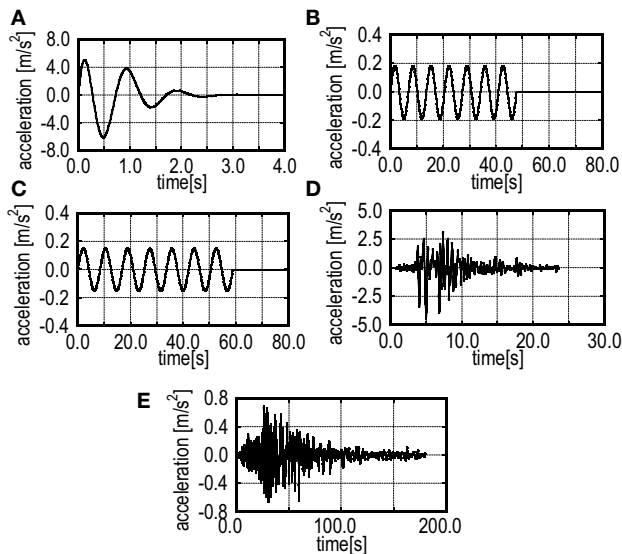 A
acceleration [m/s²]
8.0
4.0
0.0
-4.0
-8.0
0.0 1.0 2.0 3.0 4.0
time[s]
B
acceleration [m/s²]
0.4
0.2
0.0
-0.2
-0.4
0.0 20.0 40.0 60.0 80.0
time[s]
C
acceleration [m/s²]
0.4
0.2
0.0
-0.2
-0.4
0.0 20.0 40.0 60.0 80.0
time[s]
D
acceleration [m/s²]
5.0
2.5
0.0
-2.5
-5.0
0.0 10.0 20.0 30.0
time[s]
E
acceleration [m/s²]
0.8
0.4
0.0
-0.4
-0.8
0.0 100.0 200.0
time[s]